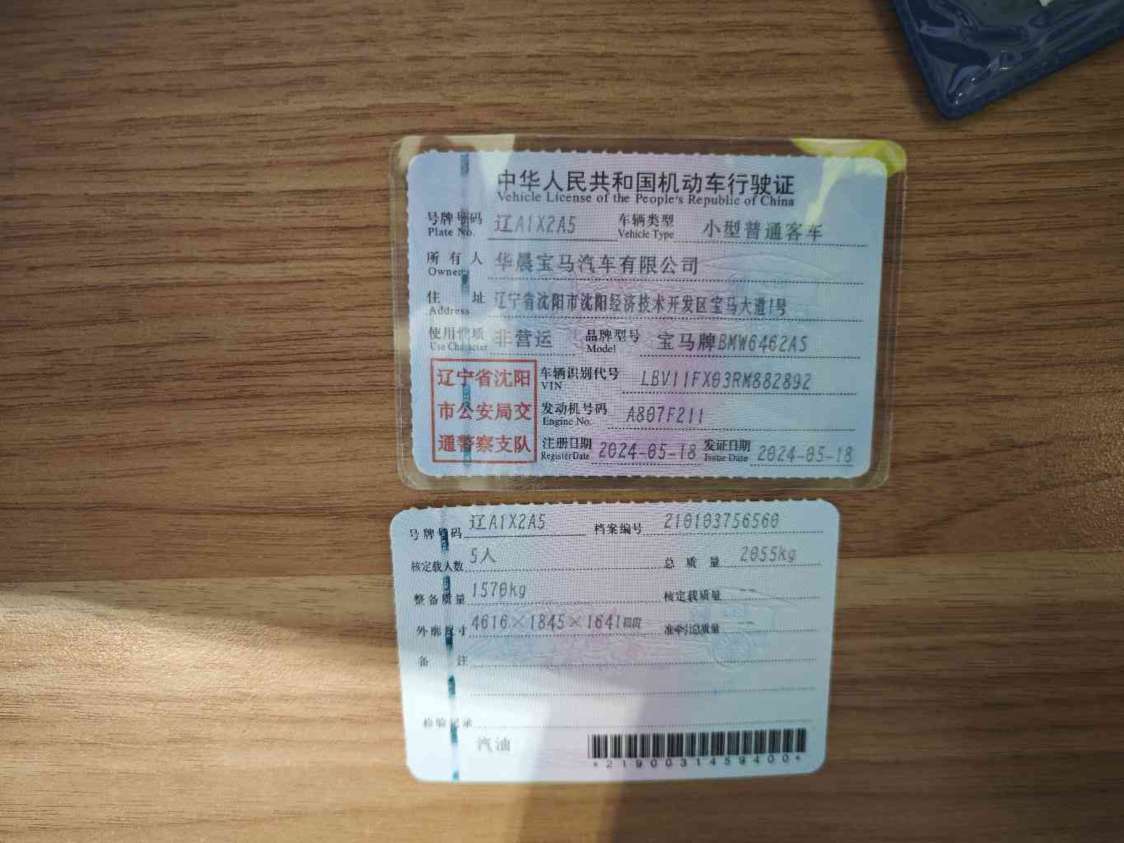 中华人民共和国机动车行驶证
Vehicle License of the People's Republic of China
号牌号码 辽A1X2A5 车辆类型 小型普通客车
Plate No. Vehicle Type
所有人 华晨宝马汽车有限公司
Owner
住址 辽宁省沈阳市沈阳经济技术开发区宝马大道1号
Address
使用性质 非营运 品牌型号 宝马牌BMW6462AS
Use Character Model
辽宁省沈阳
市公安局交
通警察支队
车辆识别代号 LBV11FX03RM882892
VIN
发动机号码 A807F211
Engine No.
注册日期 2024-05-18 发证日期 2024-05-18
Register Date Issue Date
号牌号码 辽A1X2A5 档案编号 210103756560
核定载人数 5人 总质量 2055kg
整备质量 1570kg 核定载质量 --
外廓尺寸 4616×1845×1641mm 准牵引总质量 --
备注
检验记录
汽油
*2190031459400*